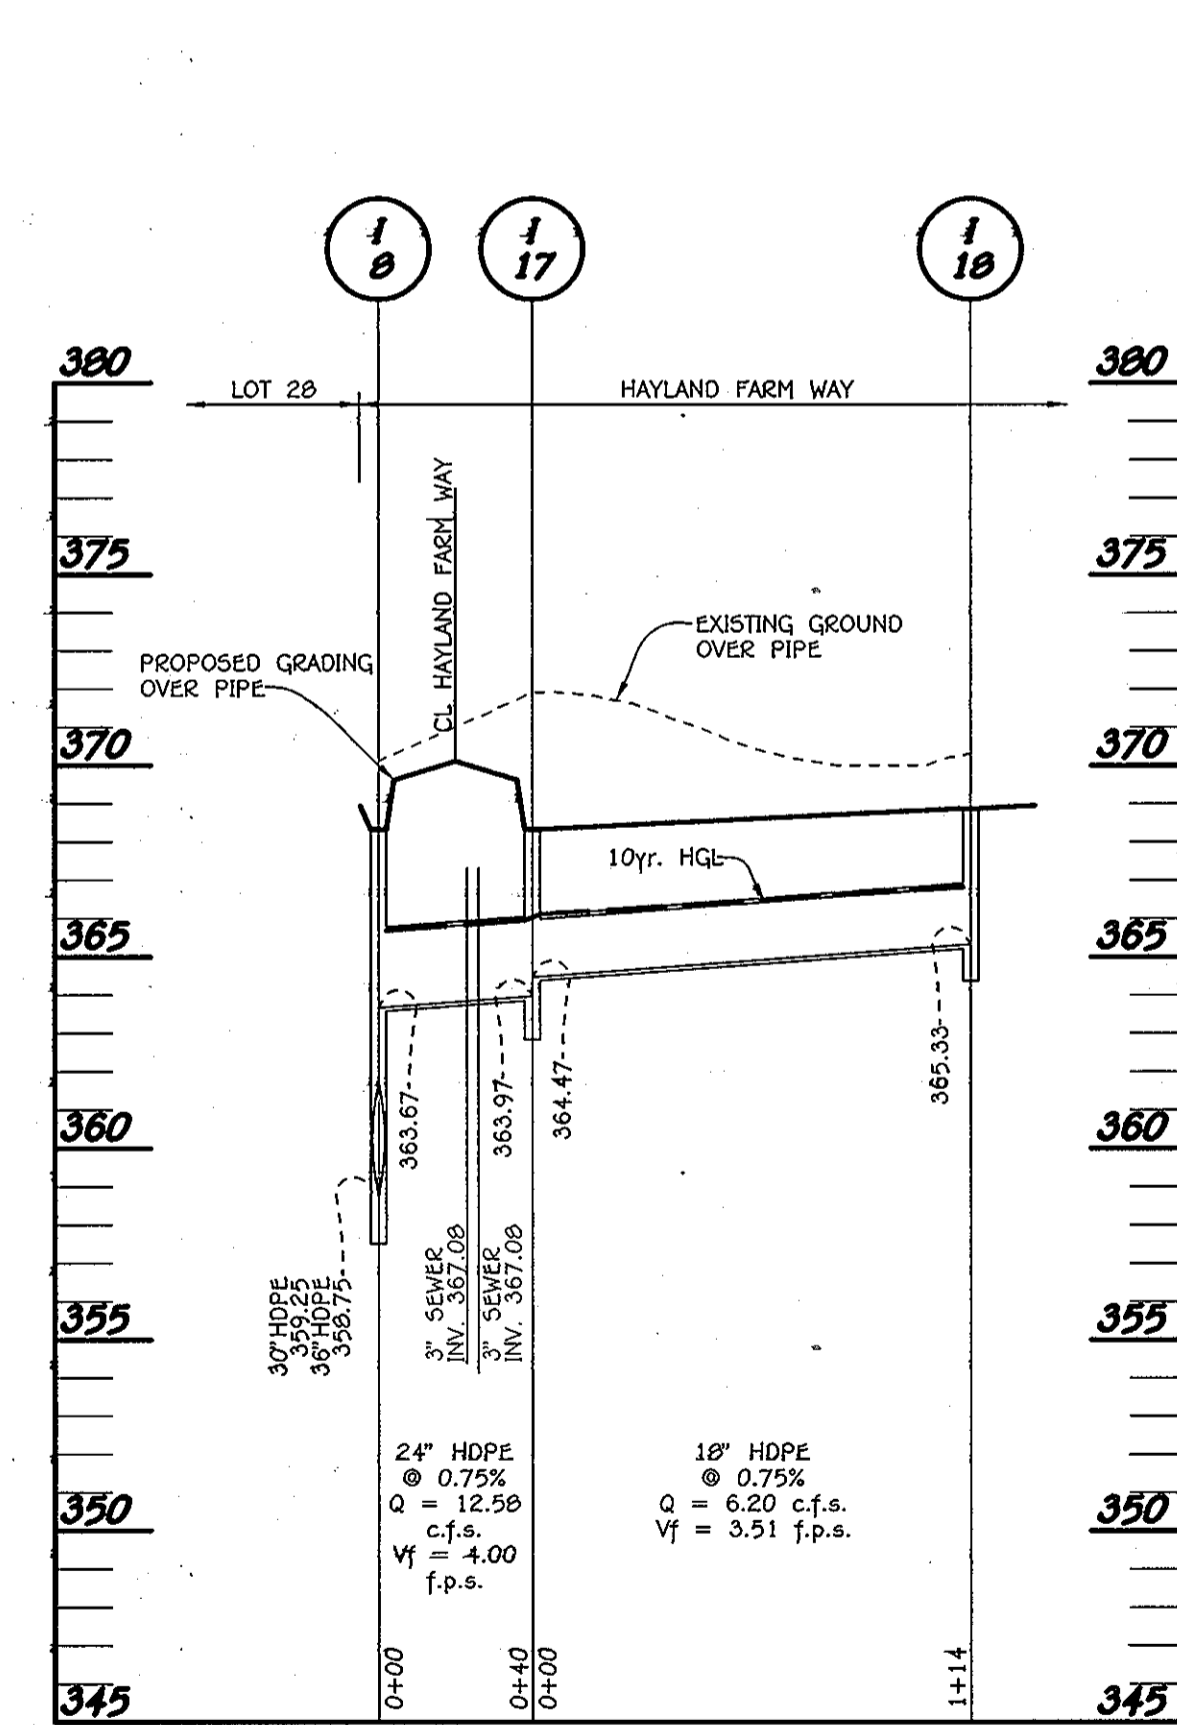 I
8
I
17
I
18
380
380
LOT 28
HAYLAND FARM WAY
CL HAYLAND FARM WAY
375
375
EXISTING GROUND
OVER PIPE
PROPOSED GRADING
OVER PIPE
370
370
10yr. HGL
365
365
363.67
363.97
364.47
365.33
360
360
30"HDPE
359.25
36"HDPE
358.75
3" SEWER
INV. 367.08
3" SEWER
INV. 367.08
355
355
24" HDPE
@ 0.75%
Q = 12.58
c.f.s.
Vf = 4.00
f.p.s.
18" HDPE
@ 0.75%
Q = 6.20 c.f.s.
Vf = 3.51 f.p.s.
350
350
0+00
0+40
0+00
1+14
345
345